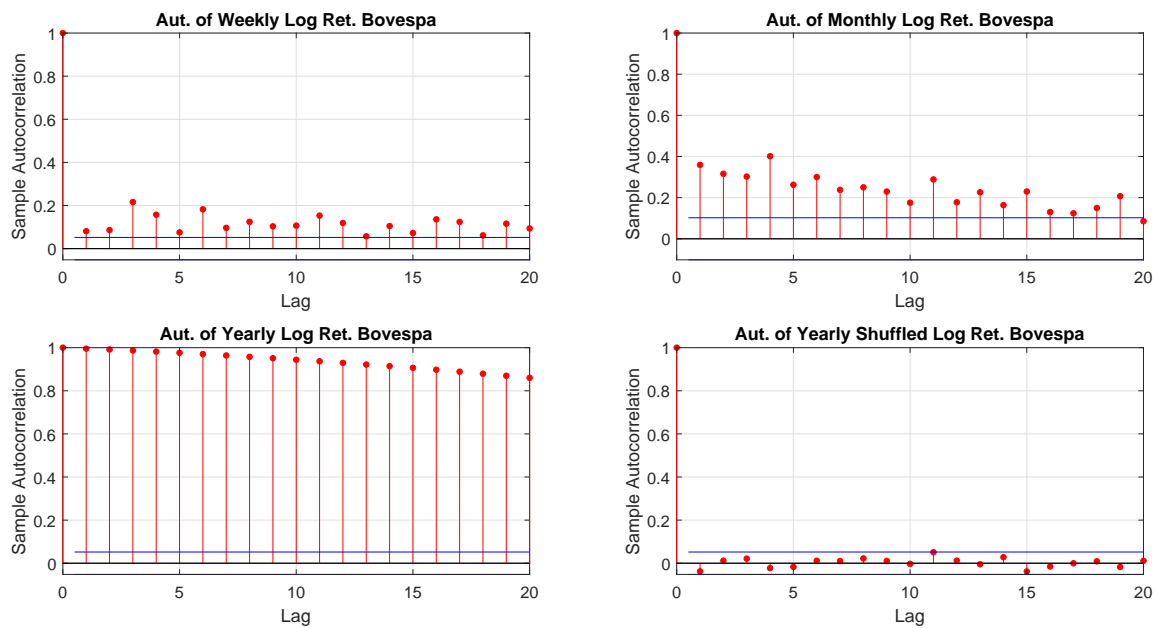 Aut. of Weekly Log Ret. Bovespa
1
0.8
0.6
0.4
0.2
0
Sample Autocorrelation
0 5 10 15 20
Lag
Aut. of Monthly Log Ret. Bovespa
1
0.8
0.6
0.4
0.2
0
Sample Autocorrelation
0 5 10 15 20
Lag
Aut. of Yearly Log Ret. Bovespa
1
0.8
0.6
0.4
0.2
0
Sample Autocorrelation
0 5 10 15 20
Lag
Aut. of Yearly Shuffled Log Ret. Bovespa
1
0.8
0.6
0.4
0.2
0
Sample Autocorrelation
0 5 10 15 20
Lag